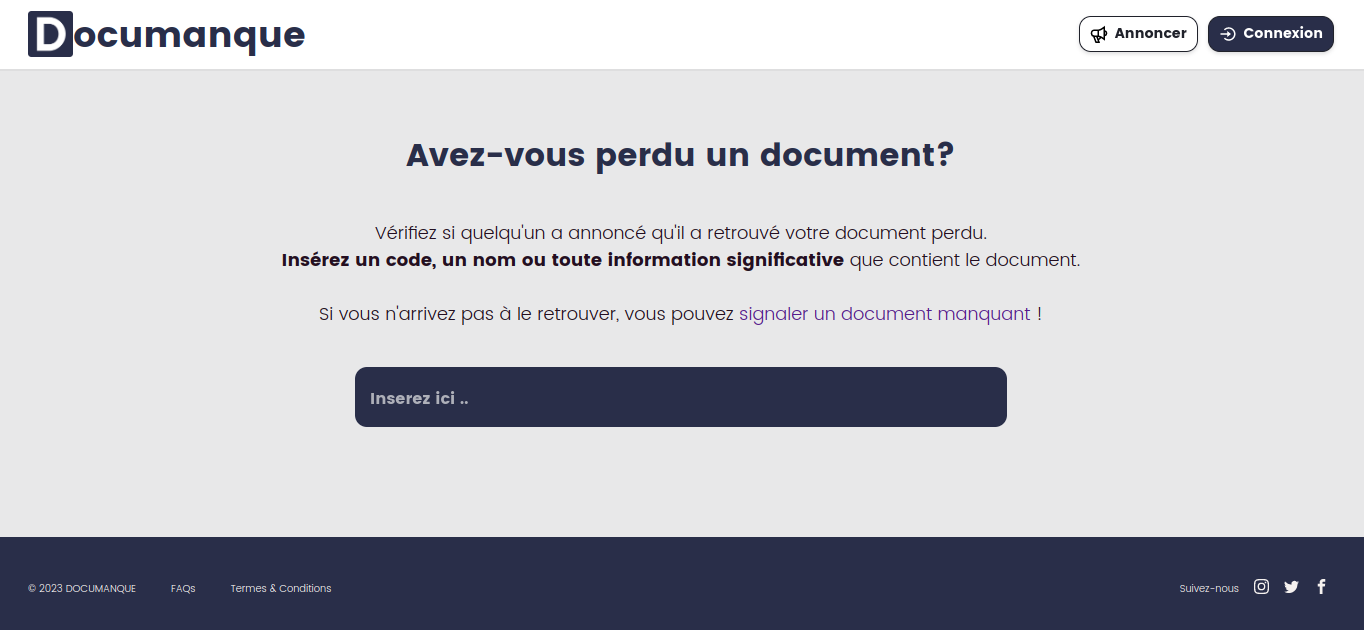 Documanque
Annoncer
Connexion
Avez-vous perdu un document?
Vérifiez si quelqu'un a annoncé qu'il a retrouvé votre document perdu.
Insérez un code, un nom ou toute information significative que contient le document.
Si vous n'arrivez pas à le retrouver, vous pouvez signaler un document manquant !
Inserez ici ..
© 2023 DOCUMANQUE
FAQs
Termes & Conditions
Suivez-nous